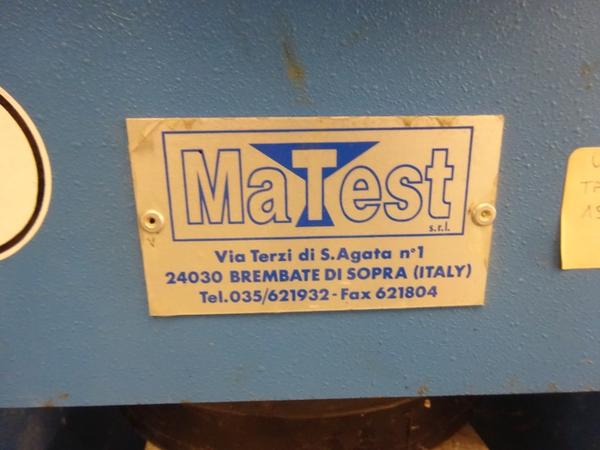 MaTest
s.r.l.
Via Terzi di S.Agata n°1
24030 BREMBATE DI SOPRA (ITALY)
Tel.035/621932-Fax 621804